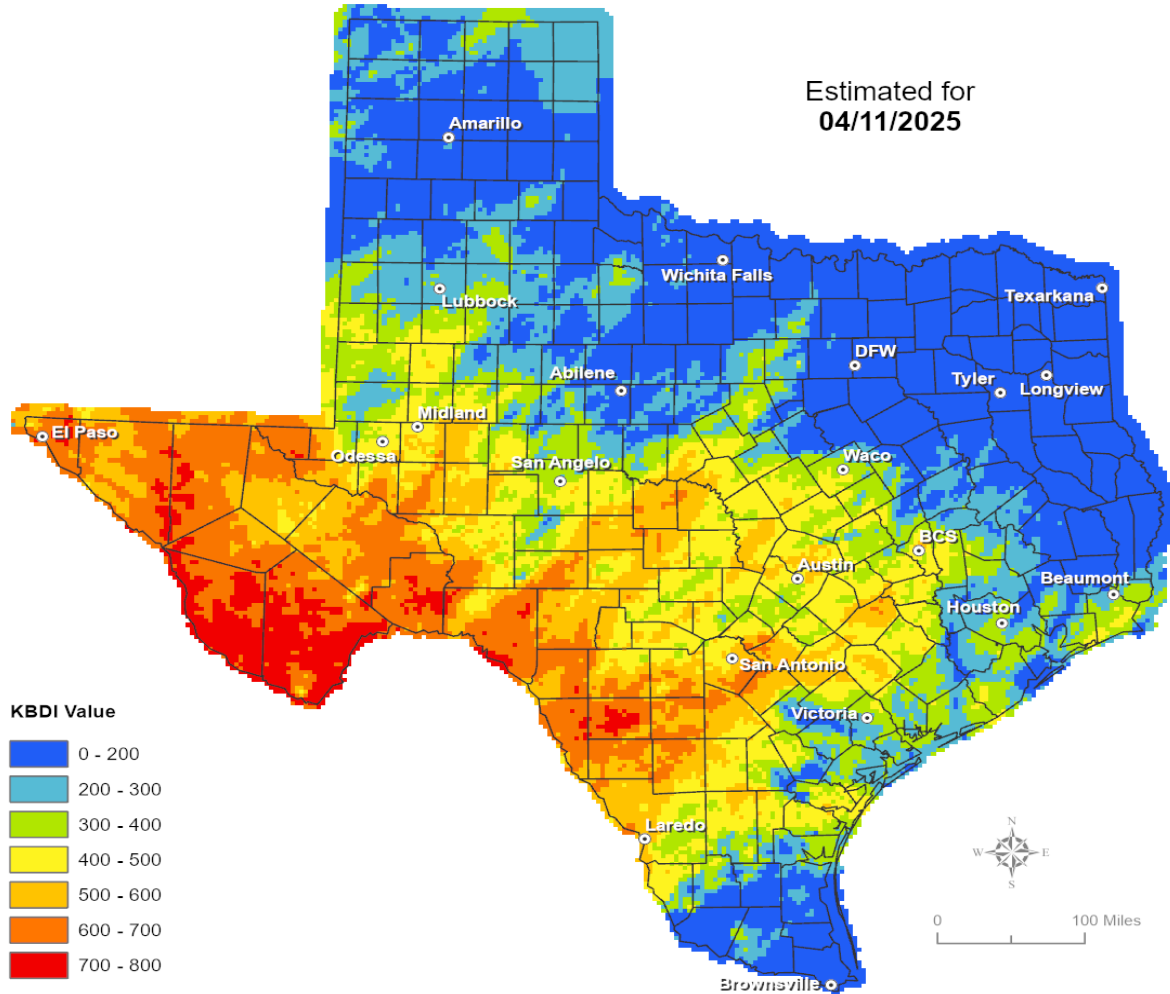 Estimated for
04/11/2025
Amarillo
Wichita Falls
Lubbock
Texarkana
DFW
Abilene
Tyler
Longview
Midland
El Paso
Odessa
San Angelo
Waco
BCS
Austin
Beaumont
Houston
San Antonio
Victoria
Laredo
Brownsville
KBDI Value
0 - 200
200 - 300
300 - 400
400 - 500
500 - 600
600 - 700
700 - 800
N
W E
S
0 100 Miles